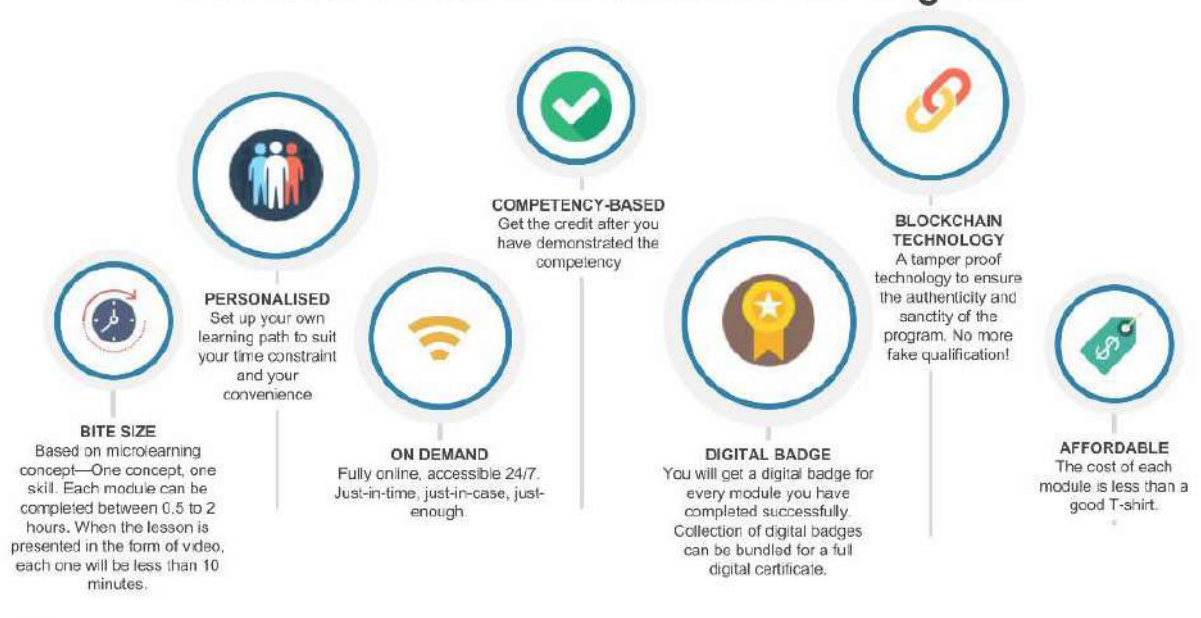 BITE SIZE
Based on microlearning
concept—One concept, one
skill. Each module can be
completed between 0.5 to 2
hours. When the lesson is
presented in the form of video,
each one will be less than 10
minutes.
PERSONALISED
Set up your own
learning path to suit
your time constraint
and your
convenience
ON DEMAND
Fully online, accessible 24/7.
Just-in-time, just-in-case, just-
enough.
COMPETENCY-BASED
Get the credit after you
have demonstrated the
competency
DIGITAL BADGE
You will get a digital badge for
every module you have
completed successfully.
Collection of digital badges
can be bundled for a full
digital certificate.
BLOCKCHAIN
TECHNOLOGY
A tamper proof
technology to ensure
the authenticity and
sanctity of the
program. No more
fake qualification!
AFFORDABLE
The cost of each
module is less than a
good T-shirt.